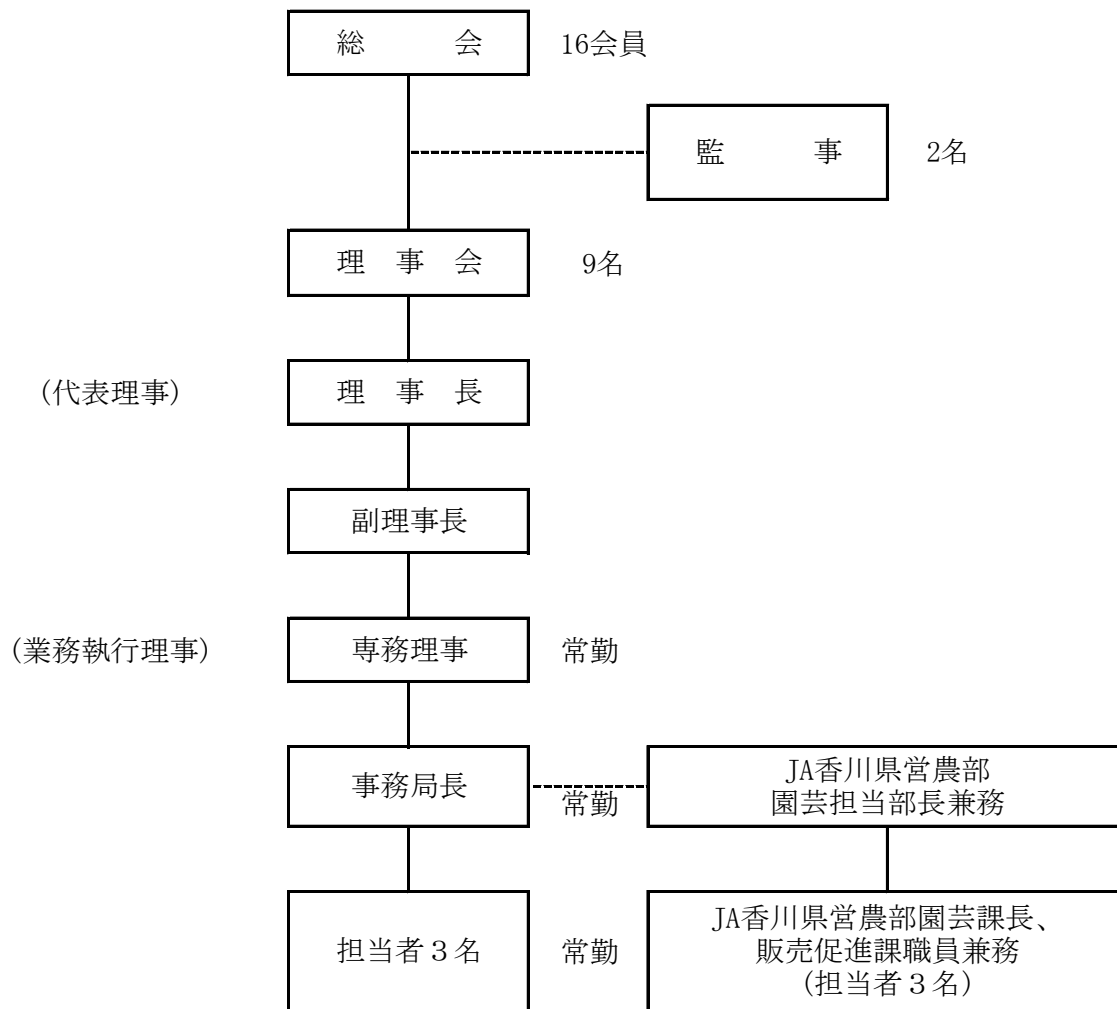 総　　　会
16会員
監　　　事
2名
理　事　会
9名
(代表理事)
理　事　長
副理事長
(業務執行理事)
専務理事
常勤
事務局長
常勤
JA香川県営農部
園芸担当部長兼務
担当者３名
常勤
JA香川県営農部園芸課長、
販売促進課職員兼務
(担当者３名)